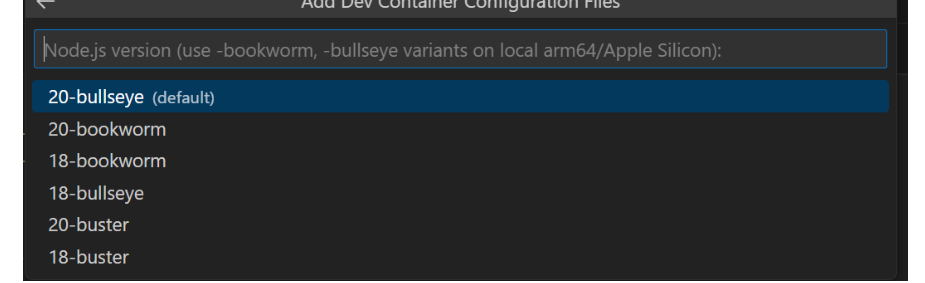 Add Dev Container Configuration Files
Node.js version (use -bookworm, -bullseye variants on local arm64/Apple Silicon):
20-bullseye (default)
20-bookworm
18-bookworm
18-bullseye
20-buster
18-buster